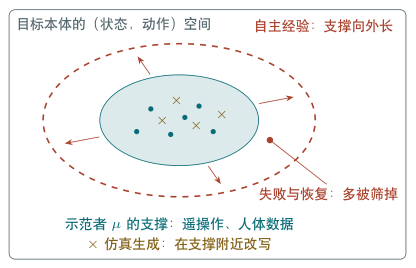 目标本体的（状态，动作）空间
自主经验：支撑向外长
失败与恢复：多被筛掉
示范者 μ 的支撑：遥操作、人体数据
× 仿真生成：在支撑附近改写